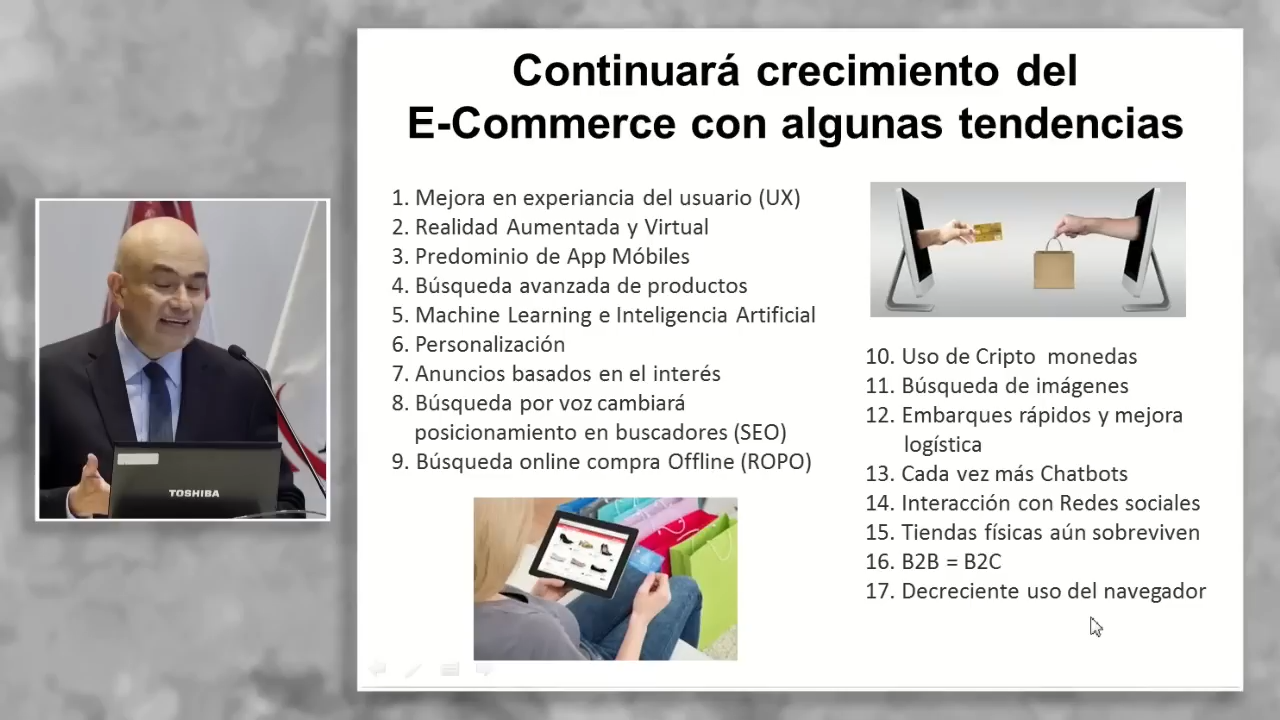 Continuará crecimiento del
E-Commerce con algunas tendencias
1. Mejora en experiancia del usuario (UX)
2. Realidad Aumentada y Virtual
3. Predominio de App Móbiles
4. Búsqueda avanzada de productos
5. Machine Learning e Inteligencia Artificial
6. Personalización
7. Anuncios basados en el interés
8. Búsqueda por voz cambiará
posicionamiento en buscadores (SEO)
9. Búsqueda online compra Offline (ROPO)
10. Uso de Cripto monedas
11. Búsqueda de imágenes
12. Embarques rápidos y mejora
logística
13. Cada vez más Chatbots
14. Interacción con Redes sociales
15. Tiendas físicas aún sobreviven
16. B2B = B2C
17. Decreciente uso del navegador
TOSHIBA